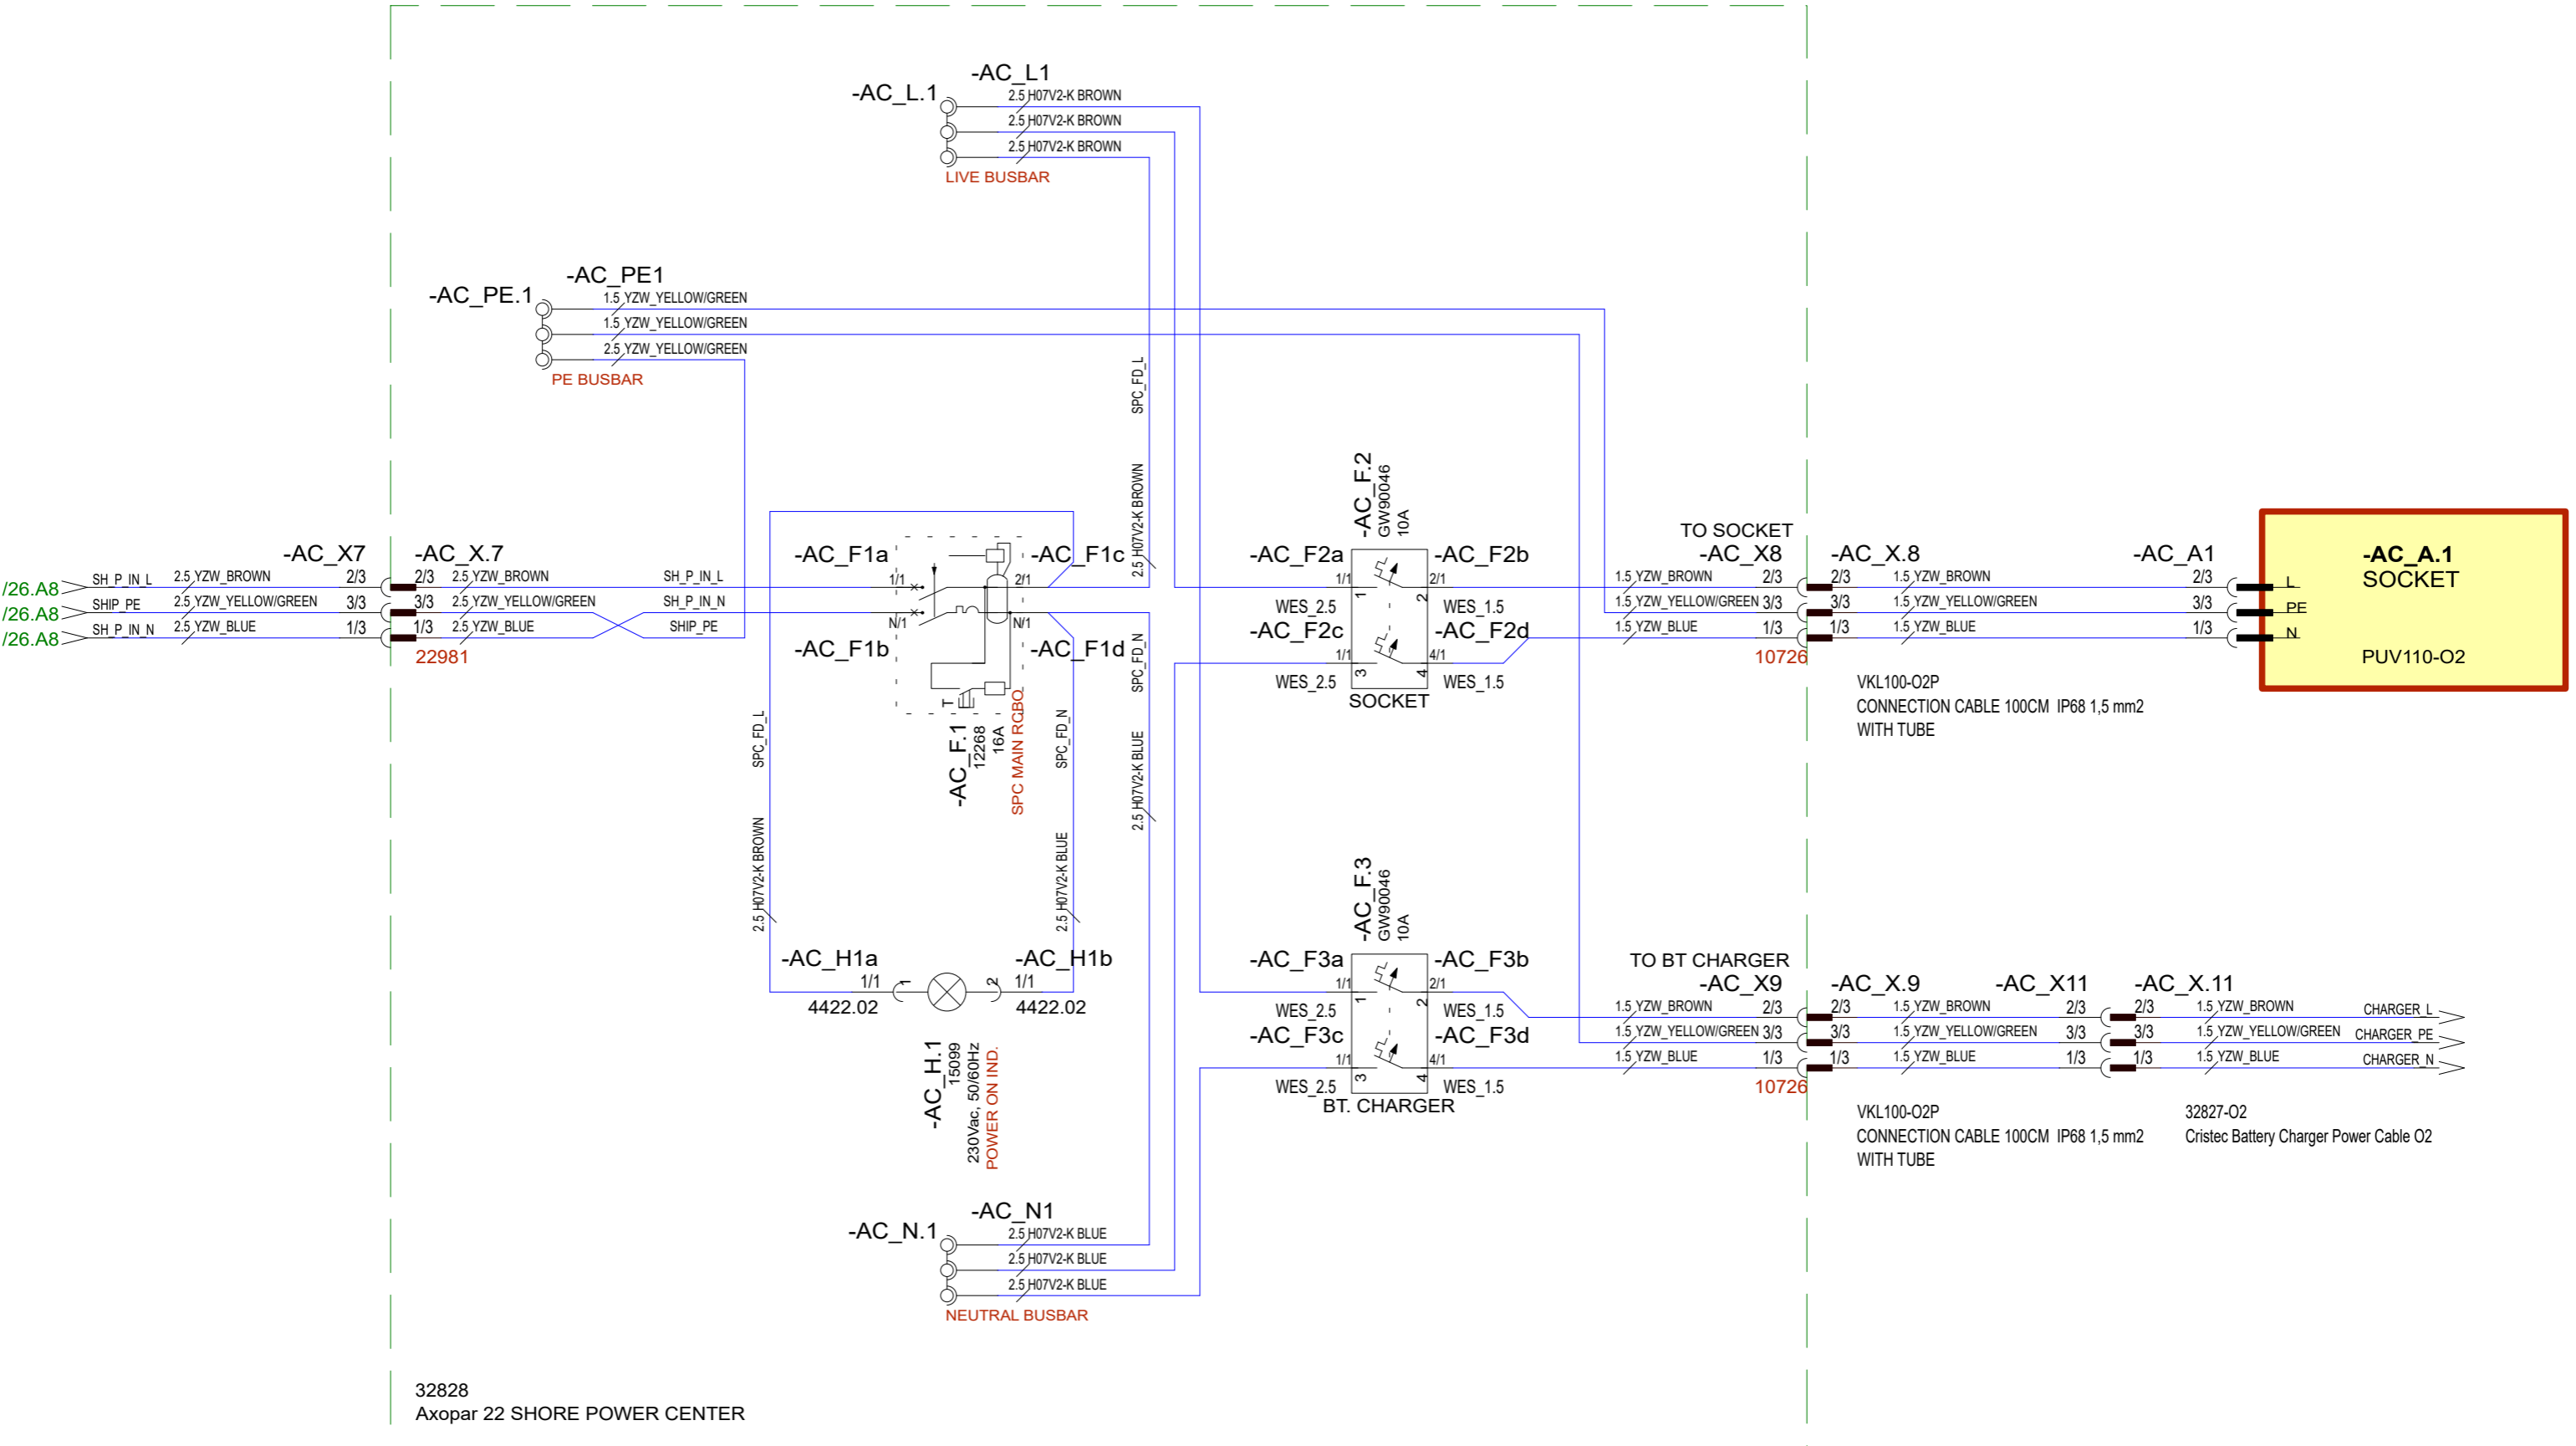 -AC_L1
-AC_L.1
2.5 H07V2-K BROWN
2.5 H07V2-K BROWN
2.5 H07V2-K BROWN
LIVE BUSBAR
-AC_PE1
-AC_PE.1
1.5 YZW_YELLOW/GREEN
1.5 YZW_YELLOW/GREEN
2.5 YZW_YELLOW/GREEN
PE BUSBAR
SPC_FD_L
2.5 H07V2-K BROWN
/26.A8
/26.A8
/26.A8
SH_P_IN_L
SHIP_PE
SH_P_IN_N
2.5 YZW_BROWN
2.5 YZW_YELLOW/GREEN
2.5 YZW_BLUE
-AC_X7
2/3
3/3
1/3
-AC_X.7
2/3
3/3
1/3
22981
2.5 YZW_BROWN
2.5 YZW_YELLOW/GREEN
2.5 YZW_BLUE
SH_P_IN_L
SH_P_IN_N
SHIP_PE
-AC_F1a
1/1
N/1
-AC_F1b
-AC_F1c
2/1
N/1
-AC_F1d
T
-AC_F.1
12268
16A
SPC MAIN RCBO
SPC_FD_L
2.5 H07V2-K BROWN
SPC_FD_N
2.5 H07V2-K BLUE
SPC_FD_N
2.5 H07V2-K BLUE
-AC_H1a
1/1
4422.02
1
2
-AC_H1b
1/1
4422.02
-AC_H.1
15099
230Vac, 50/60Hz
POWER ON IND.
-AC_N1
-AC_N.1
2.5 H07V2-K BLUE
2.5 H07V2-K BLUE
2.5 H07V2-K BLUE
NEUTRAL BUSBAR
-AC_F.2
GW90046
10A
-AC_F2a
1/1
WES_2.5
-AC_F2c
1/1
WES_2.5
1
2
3
4
-AC_F2b
2/1
WES_1.5
-AC_F2d
4/1
WES_1.5
SOCKET
-AC_F.3
GW90046
10A
-AC_F3a
1/1
WES_2.5
-AC_F3c
1/1
WES_2.5
1
2
3
4
-AC_F3b
2/1
WES_1.5
-AC_F3d
4/1
WES_1.5
BT. CHARGER
TO SOCKET
-AC_X8
1.5 YZW_BROWN 2/3
1.5 YZW_YELLOW/GREEN 3/3
1.5 YZW_BLUE 1/3
10726
-AC_X.8
2/3 1.5 YZW_BROWN
3/3 1.5 YZW_YELLOW/GREEN
1/3 1.5 YZW_BLUE
-AC_A1
2/3
3/3
1/3
VKL100-O2P
CONNECTION CABLE 100CM IP68 1,5 mm2
WITH TUBE
L
PE
N
-AC_A.1
SOCKET
PUV110-O2
TO BT CHARGER
-AC_X9
1.5 YZW_BROWN 2/3
1.5 YZW_YELLOW/GREEN 3/3
1.5 YZW_BLUE 1/3
10726
-AC_X.9
2/3 1.5 YZW_BROWN
3/3 1.5 YZW_YELLOW/GREEN
1/3 1.5 YZW_BLUE
-AC_X11
2/3
3/3
1/3
-AC_X.11
2/3 1.5 YZW_BROWN
3/3 1.5 YZW_YELLOW/GREEN
1/3 1.5 YZW_BLUE
CHARGER_L
CHARGER_PE
CHARGER_N
VKL100-O2P
CONNECTION CABLE 100CM IP68 1,5 mm2
WITH TUBE
32827-O2
Cristec Battery Charger Power Cable O2
32828
Axopar 22 SHORE POWER CENTER